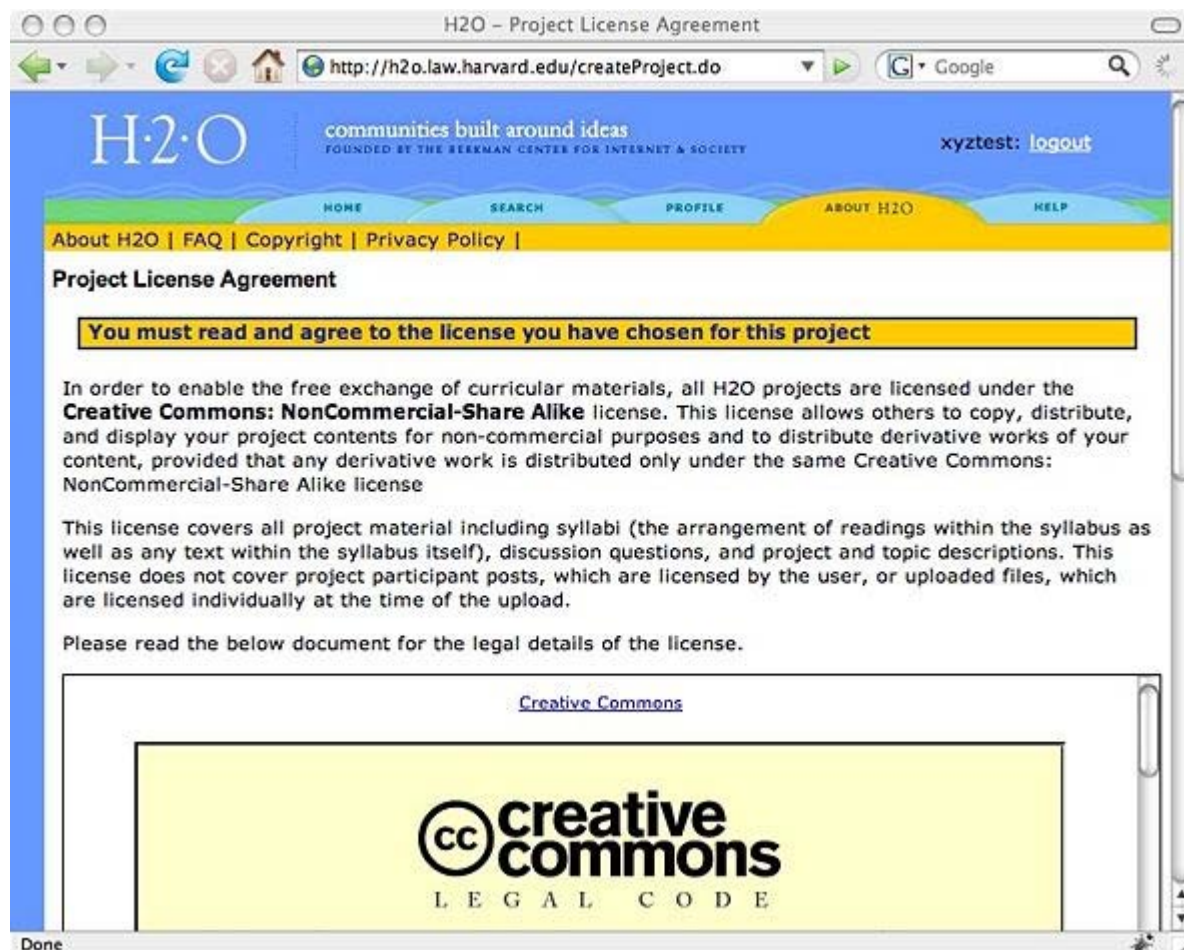 H2O – Project License Agreement
http://h2o.law.harvard.edu/createProject.do
G Google
H·2·O
communities built around ideas
FOUNDED BY THE BERKMAN CENTER FOR INTERNET & SOCIETY
xyztest: logout
HOME SEARCH PROFILE ABOUT H2O HELP
About H2O | FAQ | Copyright | Privacy Policy |
Project License Agreement
You must read and agree to the license you have chosen for this project
In order to enable the free exchange of curricular materials, all H2O projects are licensed under the
Creative Commons: NonCommercial-Share Alike license. This license allows others to copy, distribute,
and display your project contents for non-commercial purposes and to distribute derivative works of your
content, provided that any derivative work is distributed only under the same Creative Commons:
NonCommercial-Share Alike license
This license covers all project material including syllabi (the arrangement of readings within the syllabus as
well as any text within the syllabus itself), discussion questions, and project and topic descriptions. This
license does not cover project participant posts, which are licensed by the user, or uploaded files, which
are licensed individually at the time of the upload.
Please read the below document for the legal details of the license.
Creative Commons
cc creative
commons
LEGAL CODE
Done